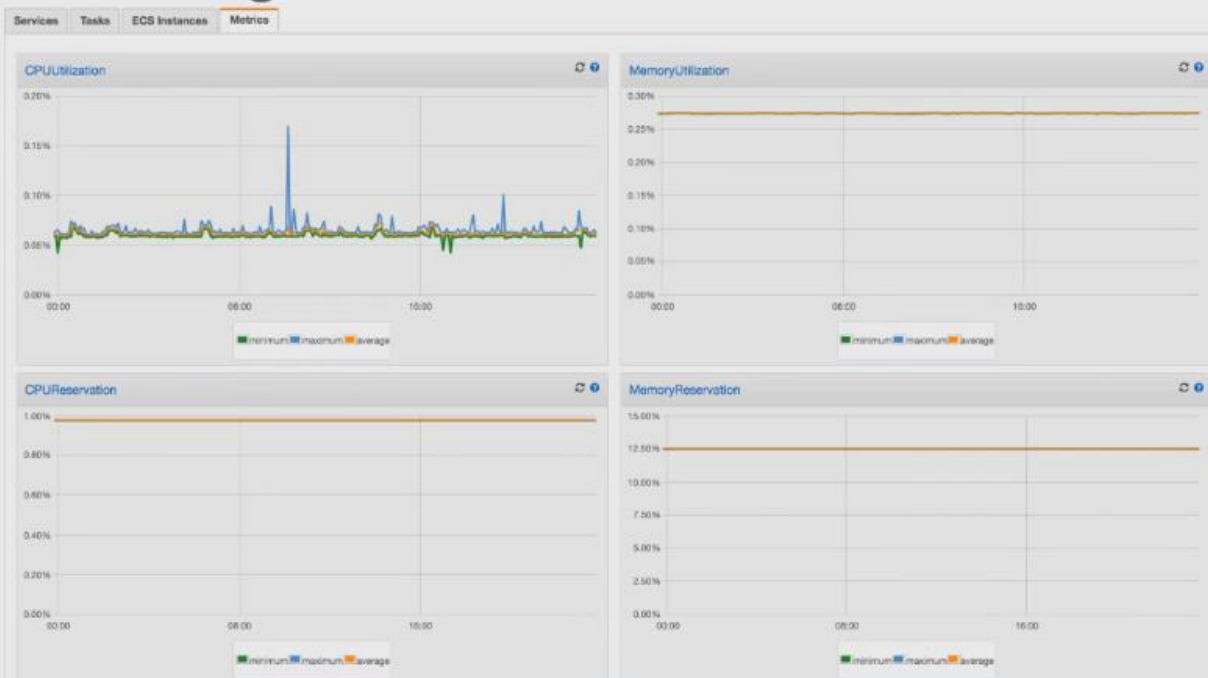 Services Tasks ECS Instances Metrics
CPUUtilization
0.20%
0.15%
0.10%
0.05%
0.00%
00:00 08:00 16:00
minimum maximum average
MemoryUtilization
0.30%
0.25%
0.20%
0.15%
0.10%
0.05%
0.00%
00:00 08:00 16:00
minimum maximum average
CPUReservation
1.00%
0.80%
0.60%
0.40%
0.20%
0.00%
00:00 08:00 16:00
minimum maximum average
MemoryReservation
15.00%
12.50%
10.00%
7.50%
5.00%
2.50%
0.00%
00:00 08:00 16:00
minimum maximum average